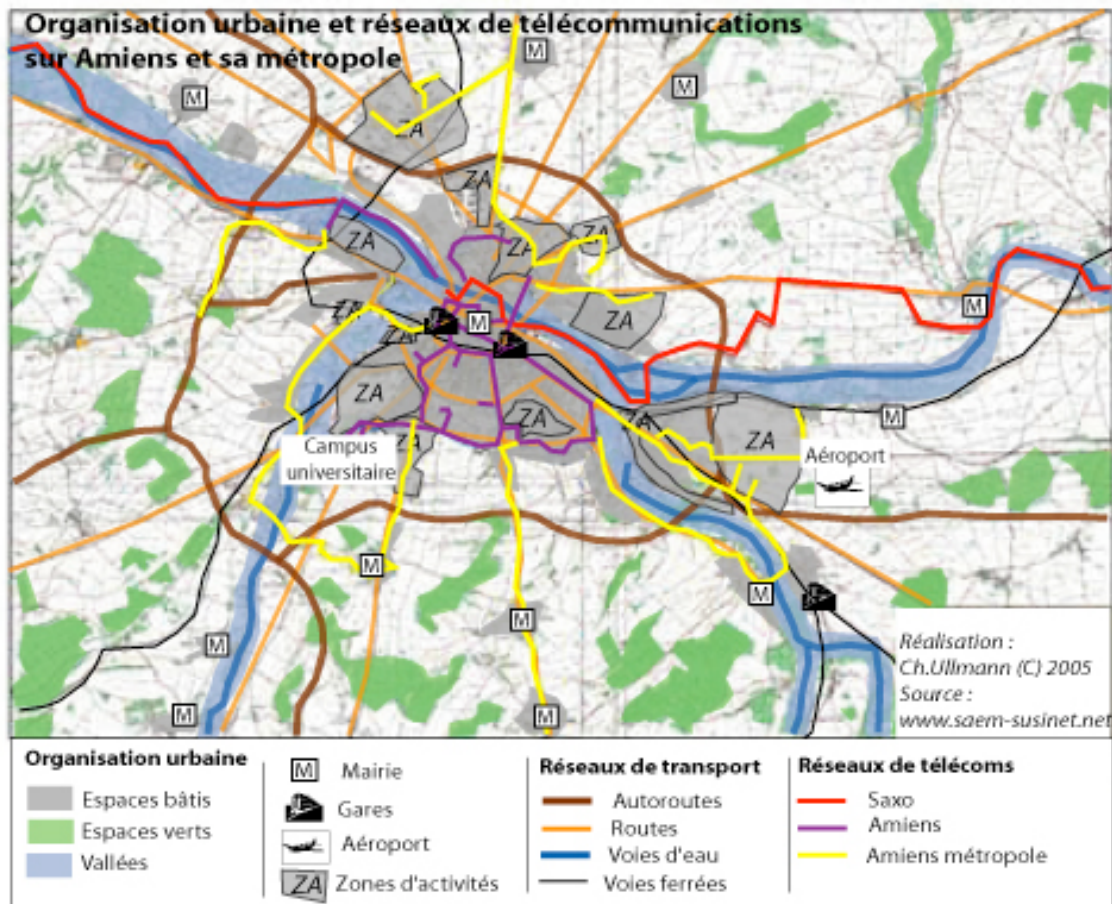 Organisation urbaine et réseaux de télécommunications
sur Amiens et sa métropole
M
M
M
ZA
ZA
ZA
ZA
ZA
ZA
M
M
ZA
ZA
ZA
ZA
ZA
ZA
ZA
ZA
M
Campus
universitaire
Aéroport
M
M
M
M
M
M
Réalisation :
Ch.Ullmann (C) 2005
Source :
www.saem-susinet.net
Organisation urbaine
Espaces bâtis
Espaces verts
Vallées
M Mairie
Gares
Aéroport
ZA Zones d'activités
Réseaux de transport
Autoroutes
Routes
Voies d'eau
Voies ferrées
Réseaux de télécoms
Saxo
Amiens
Amiens métropole